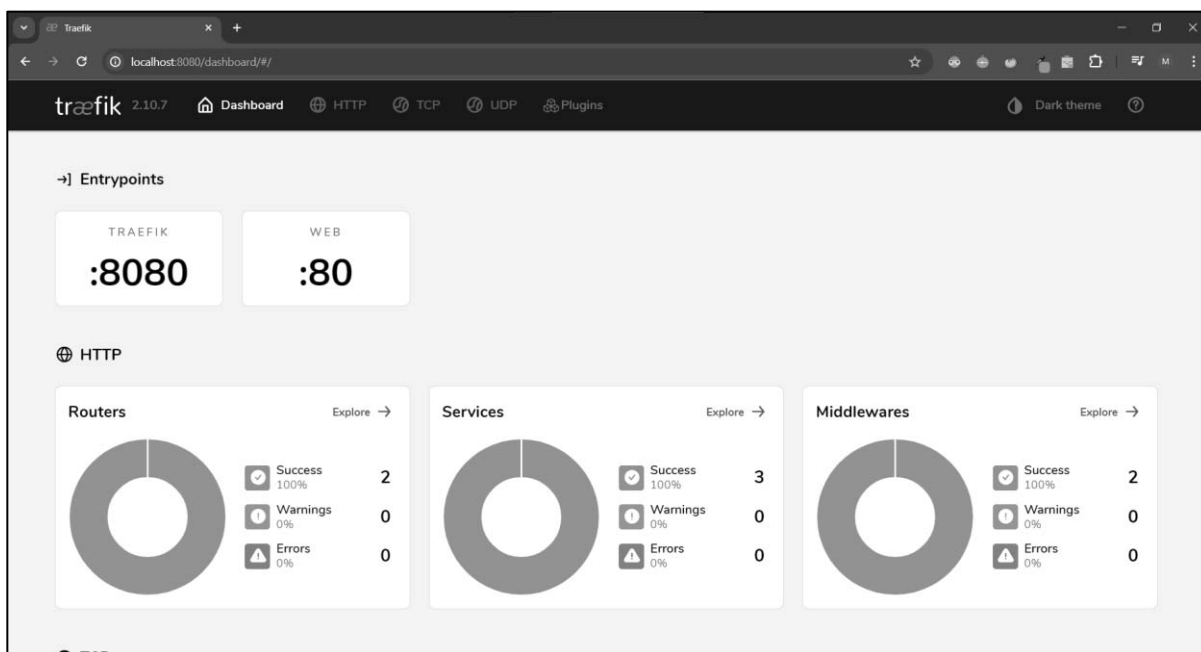 Traefik
localhost:8080/dashboard/#/
M
træfik 2.10.7 Dashboard HTTP TCP UDP Plugins Dark theme
Entrypoints
TRAEFIK
:8080
WEB
:80
HTTP
Routers Explore →
Success 2
100%
Warnings 0
0%
Errors 0
0%
Services Explore →
Success 3
100%
Warnings 0
0%
Errors 0
0%
Middlewares Explore →
Success 2
100%
Warnings 0
0%
Errors 0
0%